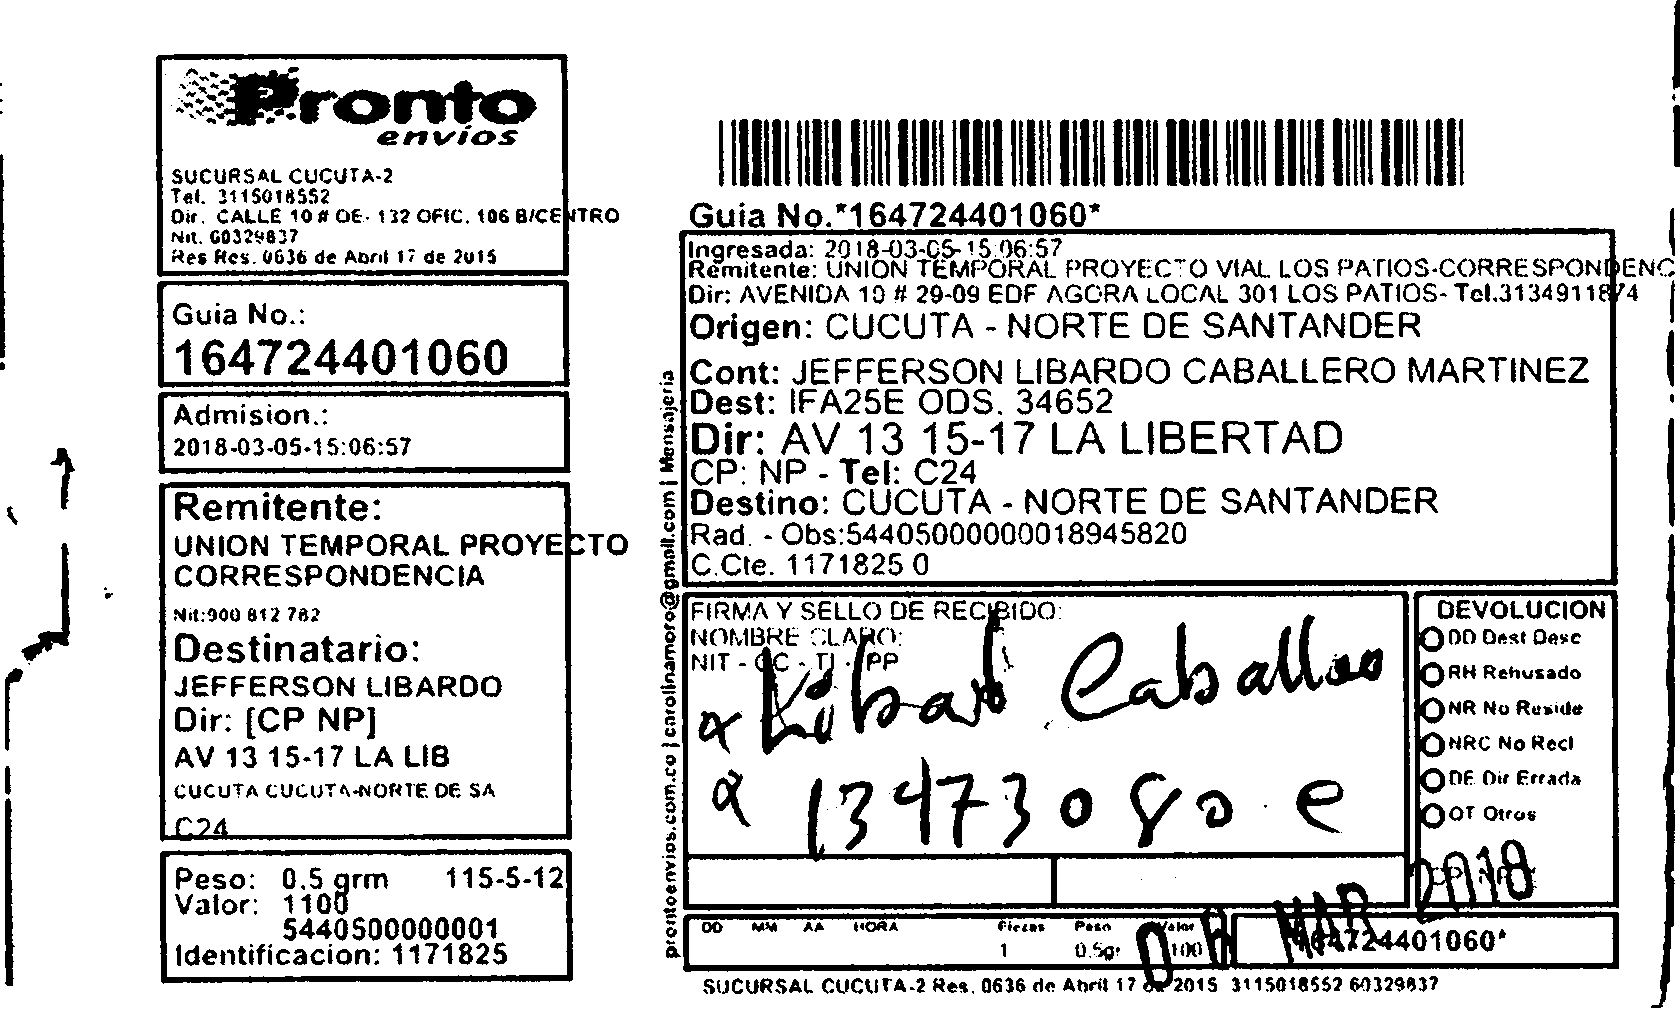 Pronto
envíos
SUCURSAL CUCUTA-2
Tel. 3115018552
Dir. CALLE 10 # OE- 132 OFIC. 106 B/CENTRO
Nit. 60329837
Res Res. 0636 de Abril 17 de 2015
Guia No.:
164724401060
Admision.:
2018-03-05-15:06:57
Remitente:
UNION TEMPORAL PROYECTO
CORRESPONDENCIA
Nit:900 812 782
Destinatario:
JEFFERSON LIBARDO
Dir: [CP NP]
AV 13 15-17 LA LIB
CUCUTA CUCUTA-NORTE DE SA
C24
Peso: 0.5 grm 115-5-12
Valor: 1100
5440500000001
Identificacion: 1171825
prontoenvios.com.co | carolinamoro@gmail.com | Mensajeria
Guia No.*164724401060*
Ingresada: 2018-03-05-15:06:57
Remitente: UNION TEMPORAL PROYECTO VIAL LOS PATIOS-CORRESPONDENC
Dir: AVENIDA 10 # 29-09 EDF AGORA LOCAL 301 LOS PATIOS- Tel.3134911874
Origen: CUCUTA - NORTE DE SANTANDER
Cont: JEFFERSON LIBARDO CABALLERO MARTINEZ
Dest: IFA25E ODS. 34652
Dir: AV 13 15-17 LA LIBERTAD
CP: NP - Tel: C24
Destino: CUCUTA - NORTE DE SANTANDER
Rad. - Obs:54405000000018945820
C.Cte. 1171825 0
FIRMA Y SELLO DE RECIBIDO:
NOMBRE CLARO:
NIT - CC - TI - PP
Libardo Caballero
13473080 e
DEVOLUCION
DD Dest Desc
RH Rehusado
NR No Reside
NRC No Recl
DE Dir Errada
OT Otros
08 MAR 2018
DD MM AA HORA Piezas Peso Valor
1 0.5gr 1100
*164724401060*
SUCURSAL CUCUTA-2 Res. 0636 de Abril 17 de 2015 3115018552 60329837